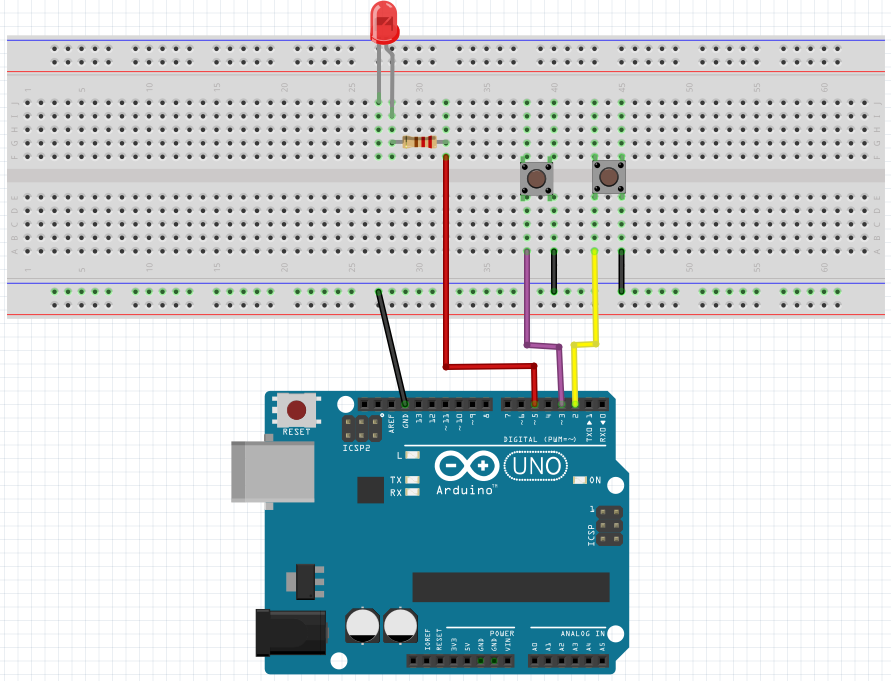 1 5 10 15 20 25 30 35 40 45 50 55 60
J J
I I
H H
G G
F F
E E
D D
C C
B B
A A
1 5 10 15 20 25 30 35 40 45 50 55 60
RESET
ICSP2
AREF
GND
13
12
~11
~10
~9
8
7
~6
~5
4
~3
2
TXD ▶ 1
RXD ◀ 0
DIGITAL (PWM=~)
L
TX
RX
UNO
Arduino™
ON
1
ICSP
POWER
ANALOG IN
IOREF
RESET
3V3
5V
GND
GND
VIN
A0
A1
A2
A3
A4
A5